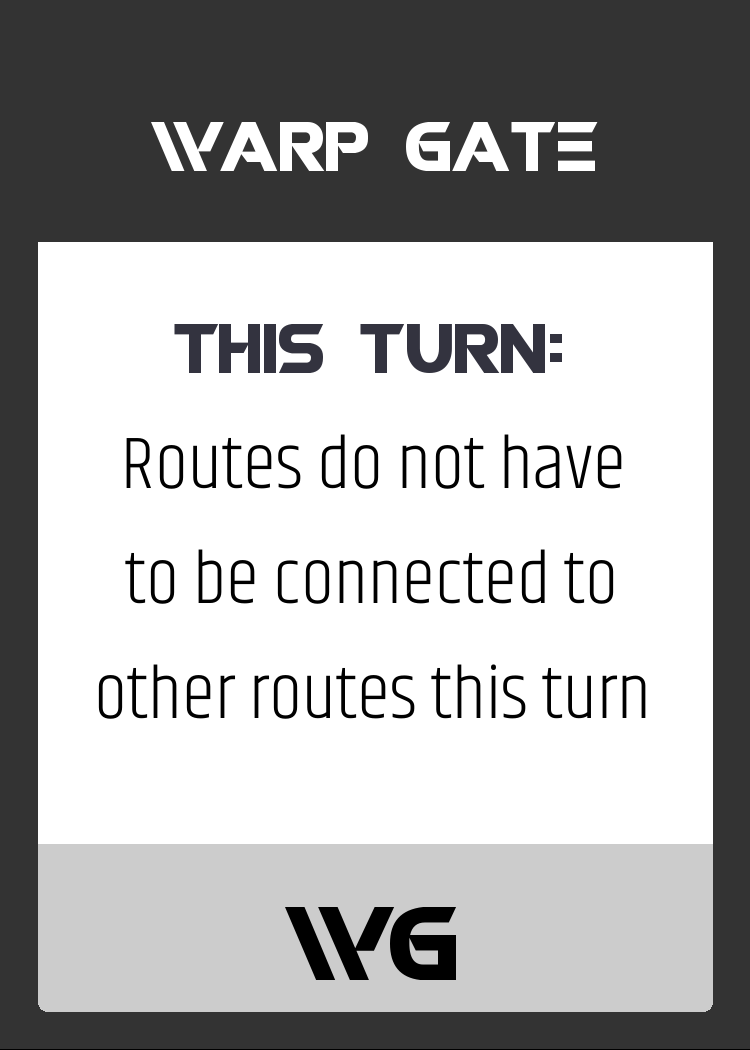 WARP GATE
THIS TURN:
Routes do not have
to be connected to
other routes this turn
WG